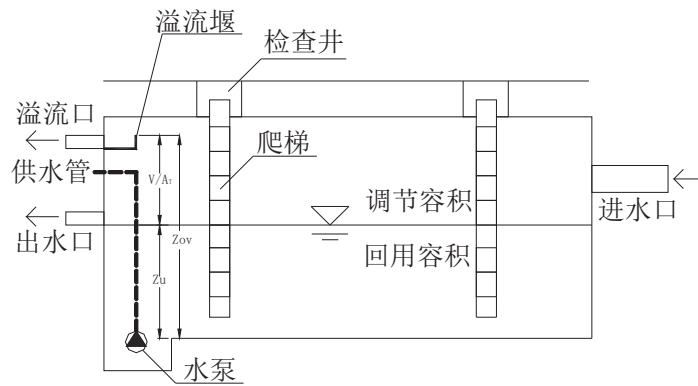 溢流堰
检查井
溢流口
供水管
爬梯
V/AT
调节容积
进水口
出水口
Zov
回用容积
Zu
水泵